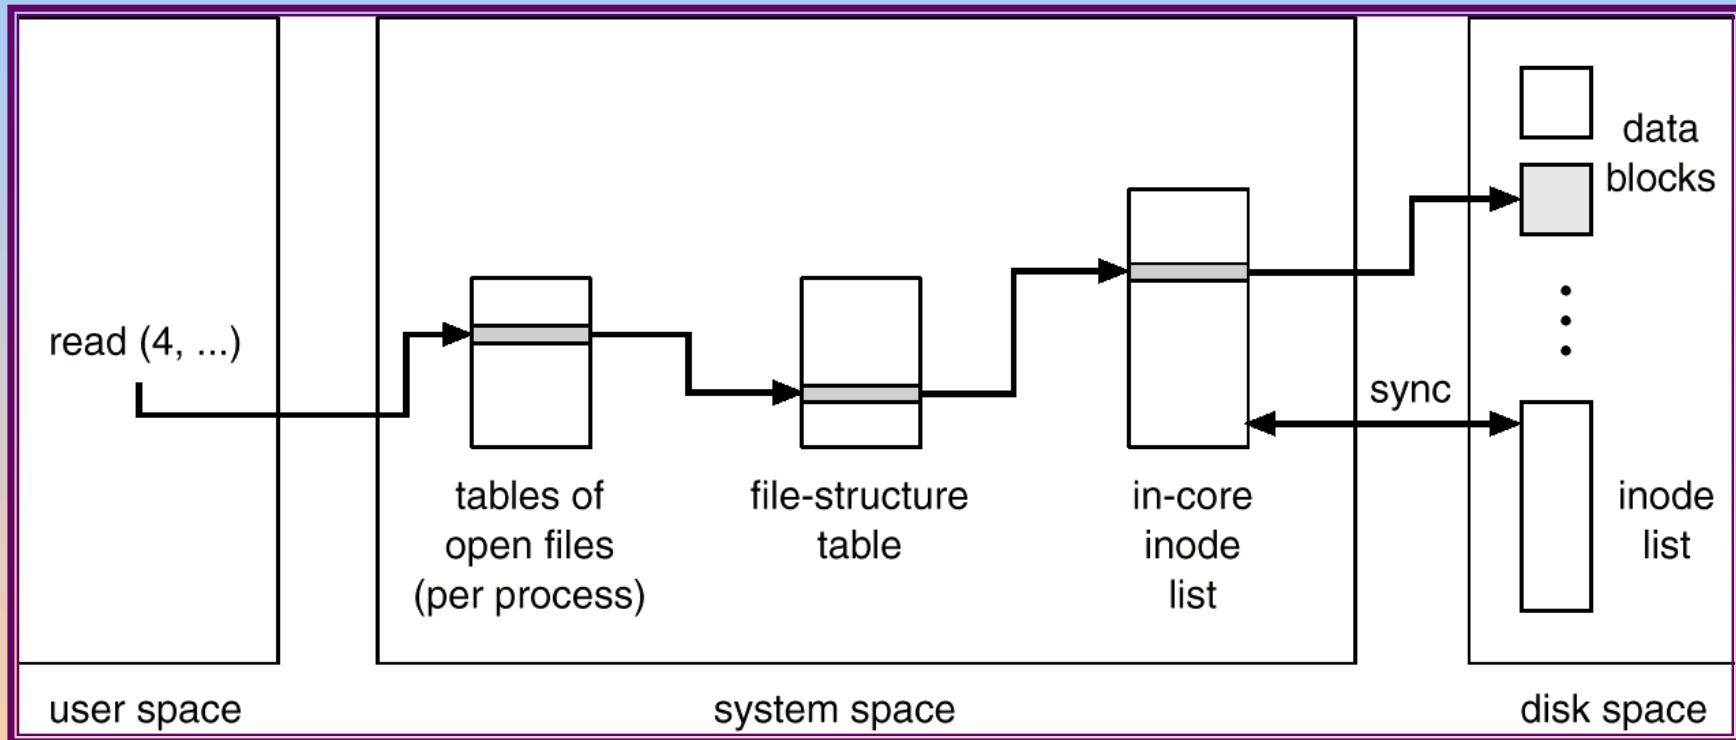 data
blocks
read (4, ...)
sync
tables of
open files
(per process)
file-structure
table
in-core
inode
list
inode
list
user space
system space
disk space